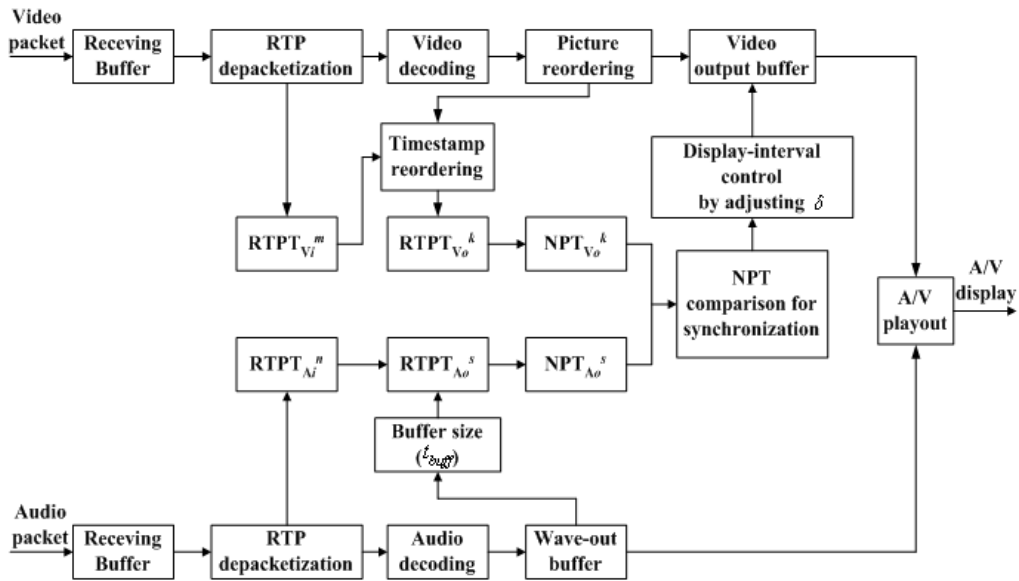 Video
packet
Receving
Buffer
RTP
depacketization
Video
decoding
Picture
reordering
Video
output buffer
Timestamp
reordering
Display-interval
control
by adjusting δ
RTPT_Vi^m
RTPT_Vo^k
NPT_Vo^k
NPT
comparison for
synchronization
A/V
playout
A/V
display
RTPT_Ai^n
RTPT_Ao^s
NPT_Ao^s
Buffer size
(t_buff)
Audio
packet
Receving
Buffer
RTP
depacketization
Audio
decoding
Wave-out
buffer